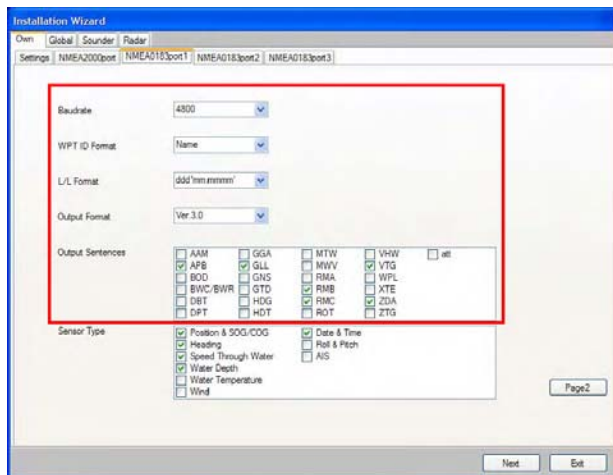 Installation Wizard
Own Global Sounder Radar
Settings NMEA2000port NMEA0183port1 NMEA0183port2 NMEA0183port3
Baudrate 4800
WPT ID Format Name
L/L Format ddd°mm.mmmm'
Output Format Ver.3.0
Output Sentences AAM GGA MTW VHW att
APB GLL MWV VTG
BOD GNS RMA WPL
BWC/BWR GTD RMB XTE
DBT HDG RMC ZDA
DPT HDT ROT ZTG
Sensor Type Position & SOG/COG Date & Time
Heading Roll & Pitch
Speed Through Water AIS
Water Depth
Water Temperature
Wind
Page2
Next Exit